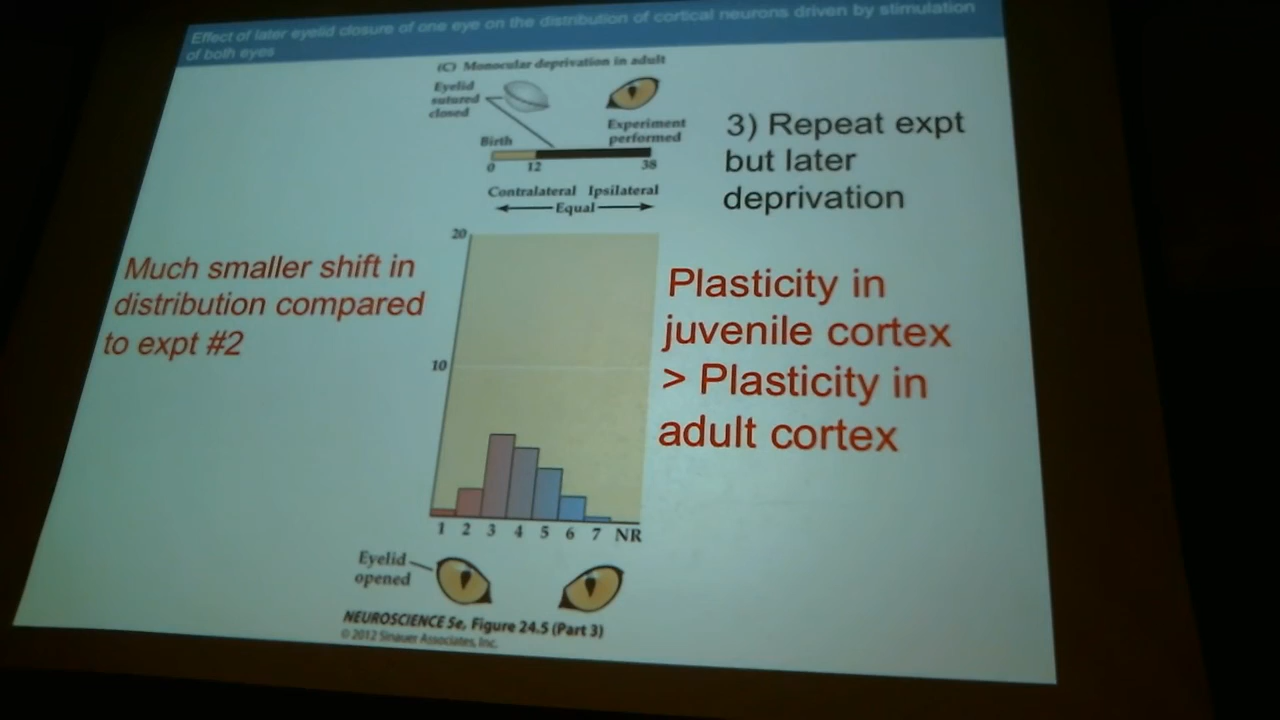 Effect of later eyelid closure of one eye on the distribution of cortical neurons driven by stimulation
of both eyes
(C) Monocular deprivation in adult
Eyelid
sutured
closed
Experiment
performed
Birth
0 12 38
Contralateral Ipsilateral
Equal
3) Repeat expt
but later
deprivation
20
10
Much smaller shift in
distribution compared
to expt #2
Plasticity in
juvenile cortex
> Plasticity in
adult cortex
1 2 3 4 5 6 7 NR
Eyelid
opened
NEUROSCIENCE 5e, Figure 24.5 (Part 3)
© 2012 Sinauer Associates, Inc.